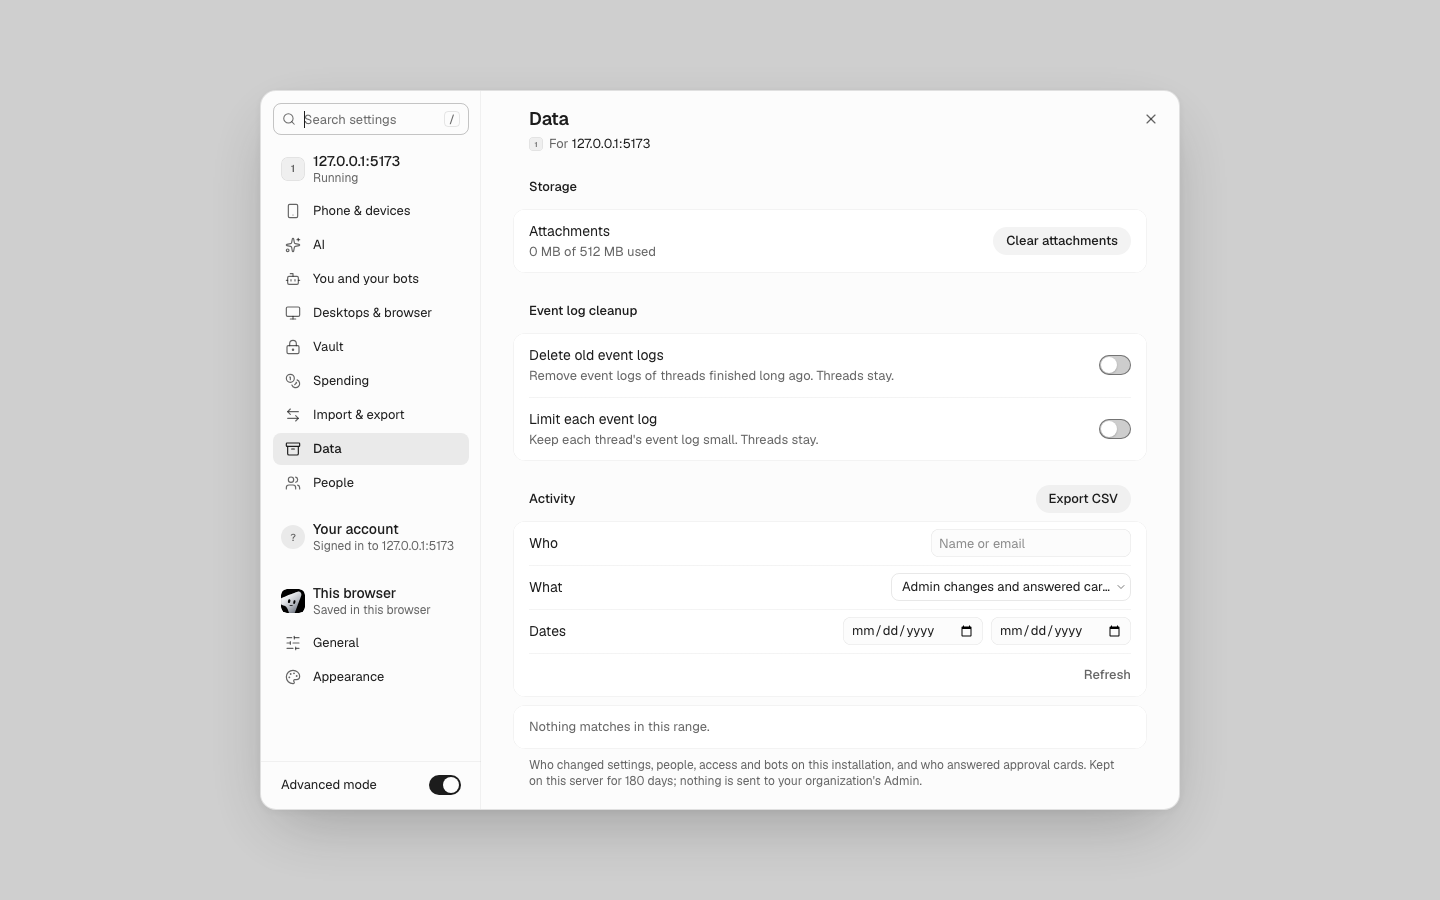 Search settings /
127.0.0.1:5173
1
Running
Phone & devices
AI
You and your bots
Desktops & browser
Vault
Spending
Import & export
Data
People
Your account
?
Signed in to 127.0.0.1:5173
This browser
Saved in this browser
General
Appearance
Advanced mode
Data
1 For 127.0.0.1:5173
Storage
Attachments
0 MB of 512 MB used
Clear attachments
Event log cleanup
Delete old event logs
Remove event logs of threads finished long ago. Threads stay.
Limit each event log
Keep each thread's event log small. Threads stay.
Activity
Export CSV
Who
Name or email
What
Admin changes and answered car...
Dates
mm/dd/yyyy mm/dd/yyyy
Refresh
Nothing matches in this range.
Who changed settings, people, access and bots on this installation, and who answered approval cards. Kept
on this server for 180 days; nothing is sent to your organization's Admin.